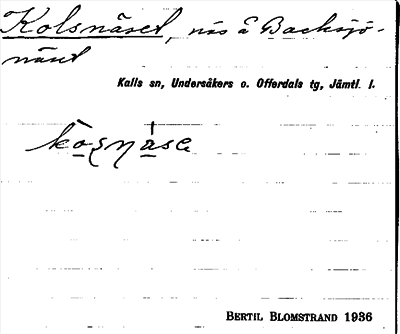 Kolsnäset, näs å Backsjö-
näset
Kalls sn, Undersåkers o. Offerdals tg, Jämtl. l.
BERTIL BLOMSTRAND 1936